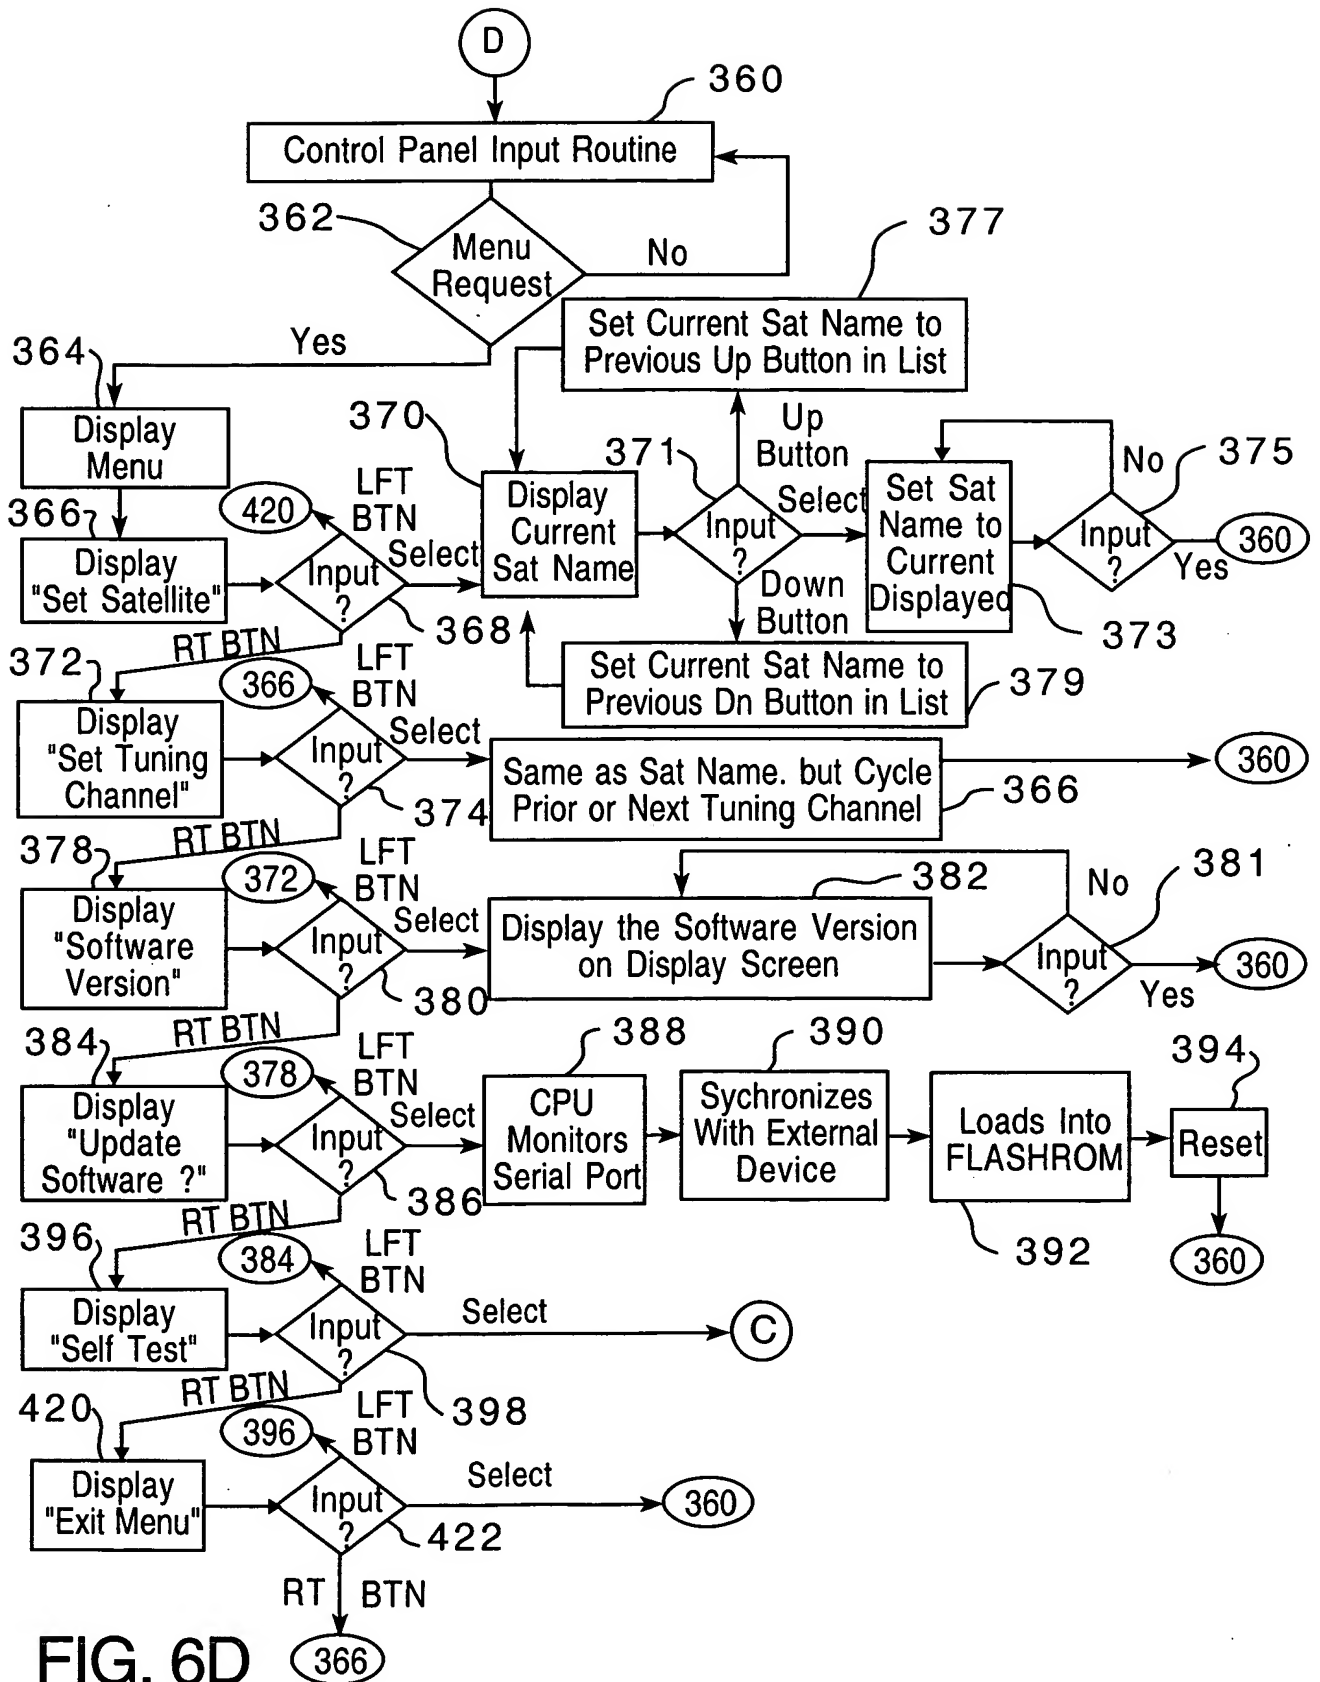 D
360
Control Panel Input Routine
362
Menu
Request
No
Yes
377
Set Current Sat Name to
Previous Up Button in List
364
Display
Menu
370
Display
Current
Sat Name
371
Input
?
Up
Button
Select
Down
Button
Set Sat
Name to
Current
Displayed
373
No
375
Input
?
Yes
360
366
Display
"Set Satellite"
420
LFT
BTN
Input
?
Select
368
RT BTN
Set Current Sat Name to
Previous Dn Button in List
379
372
Display
"Set Tuning
Channel"
366
LFT
BTN
Input
?
Select
374
RT BTN
Same as Sat Name. but Cycle
Prior or Next Tuning Channel
366
360
378
Display
"Software
Version"
372
LFT
BTN
Input
?
Select
380
RT BTN
382
Display the Software Version
on Display Screen
No
381
Input
?
Yes
360
384
Display
"Update
Software ?"
378
LFT
BTN
Input
?
Select
386
RT BTN
388
CPU
Monitors
Serial Port
390
Sychronizes
With External
Device
Loads Into
FLASHROM
392
394
Reset
360
396
Display
"Self Test"
384
LFT
BTN
Input
?
Select
C
398
RT BTN
420
Display
"Exit Menu"
396
LFT
BTN
Input
?
Select
360
422
RT BTN
366
FIG. 6D